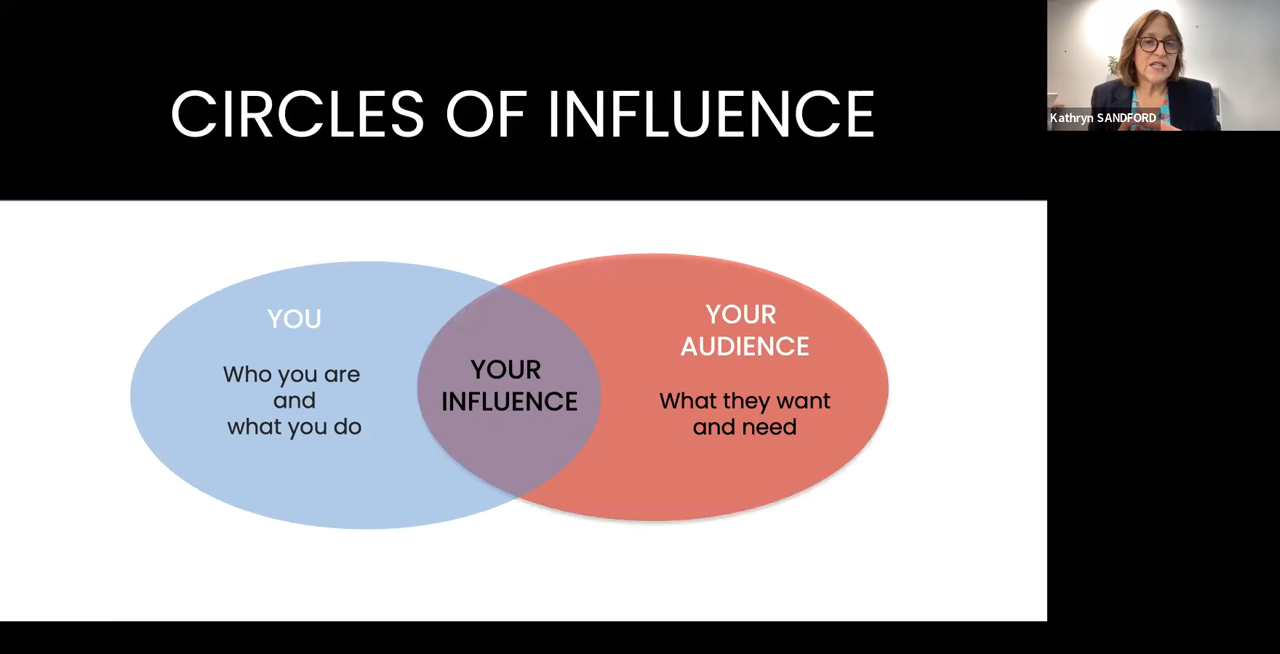 CIRCLES OF INFLUENCE
Kathryn SANDFORD
YOU
Who you are
and
what you do
YOUR
INFLUENCE
YOUR
AUDIENCE
What they want
and need